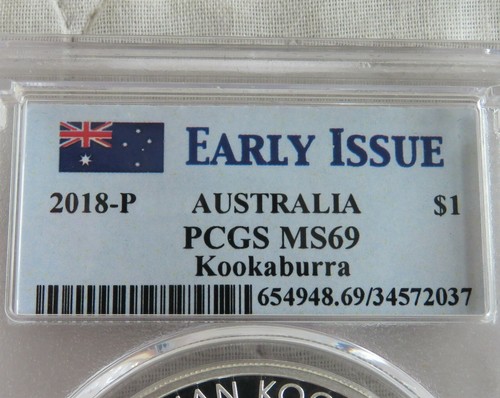 EARLY ISSUE
2018-P AUSTRALIA $1
PCGS MS69
Kookaburra
654948.69/34572037